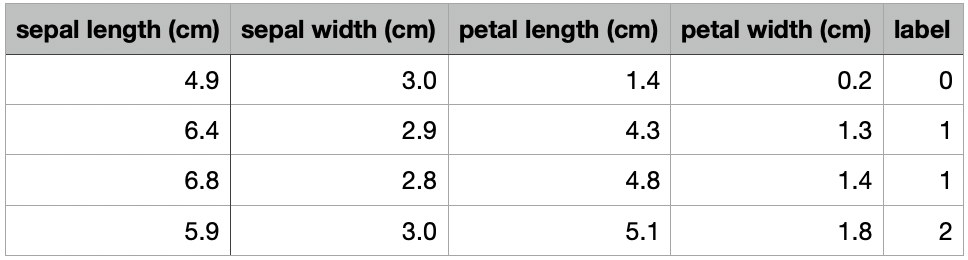 sepal length (cm) sepal width (cm) petal length (cm) petal width (cm) label
4.9 3.0 1.4 0.2 0
6.4 2.9 4.3 1.3 1
6.8 2.8 4.8 1.4 1
5.9 3.0 5.1 1.8 2